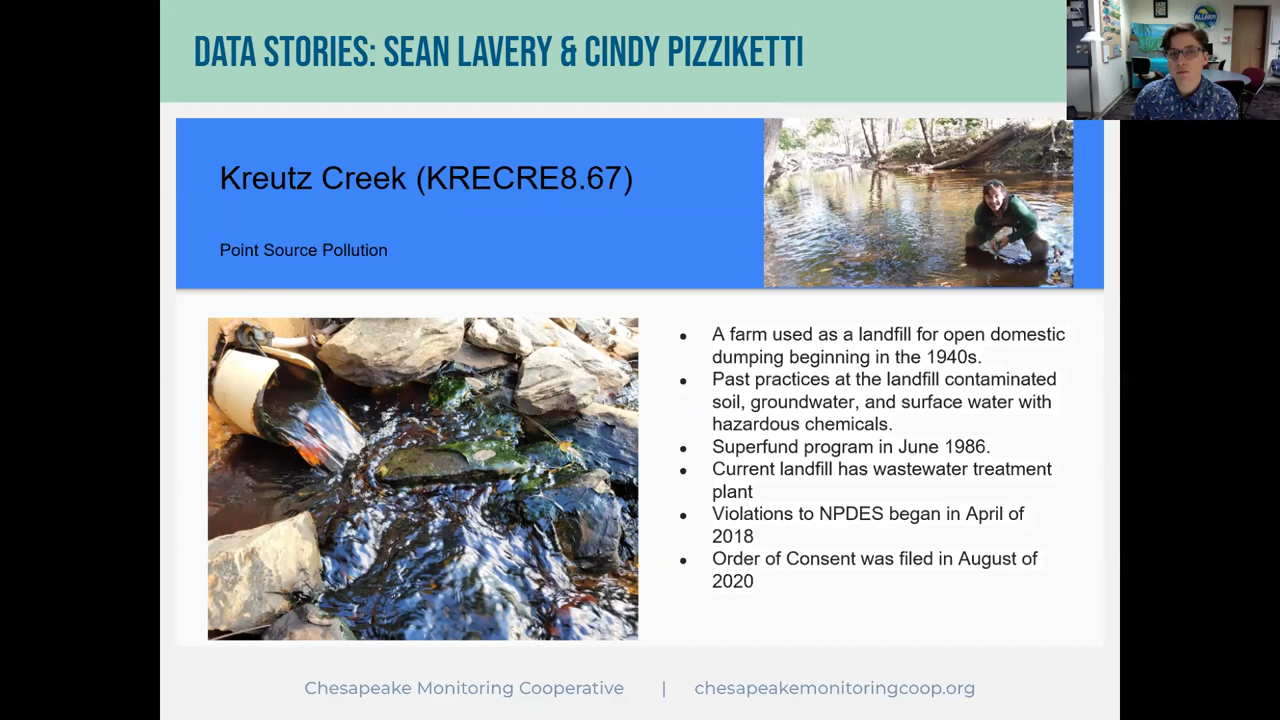 DATA STORIES: SEAN LAVERY & CINDY PIZZIKETTI
ALLARM
Kreutz Creek (KRECRE8.67)
Point Source Pollution
A farm used as a landfill for open domestic
dumping beginning in the 1940s.
Past practices at the landfill contaminated
soil, groundwater, and surface water with
hazardous chemicals.
Superfund program in June 1986.
Current landfill has wastewater treatment
plant
Violations to NPDES began in April of
2018
Order of Consent was filed in August of
2020
Chesapeake Monitoring Cooperative | chesapeakemonitoringcoop.org